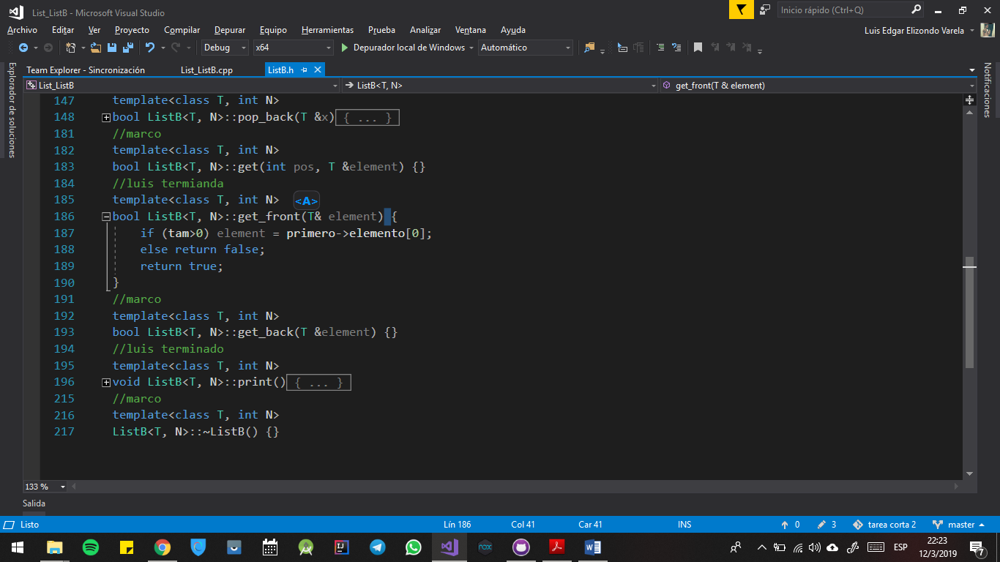 List_ListB - Microsoft Visual Studio
Inicio rápido (Ctrl+Q)
Archivo Editar Ver Proyecto Compilar Depurar Equipo Herramientas Prueba Analizar Ventana Ayuda
Luis Edgar Elizondo Varela
Debug x64 Depurador local de Windows Automático
Explorador de soluciones
Team Explorer - Sincronización List_ListB.cpp ListB.h
Notificaciones
List_ListB ListB<T, N> get_front(T & element)
147 template<class T, int N>
148 bool ListB<T, N>::pop_back(T &x){ ... }
181 //marco
182 template<class T, int N>
183 bool ListB<T, N>::get(int pos, T &element) {}
184 //luis termianda
185 template<class T, int N>
<A>
186 bool ListB<T, N>::get_front(T& element) {
187 if (tam>0) element = primero->elemento[0];
188 else return false;
189 return true;
190 }
191 //marco
192 template<class T, int N>
193 bool ListB<T, N>::get_back(T &element) {}
194 //luis terminado
195 template<class T, int N>
196 void ListB<T, N>::print(){ ... }
215 //marco
216 template<class T, int N>
217 ListB<T, N>::~ListB() {}
133 %
Salida
Listo Lín 186 Col 41 Car 41 INS 0 3 tarea corta 2 master
ESP
22:23
12/3/2019
7